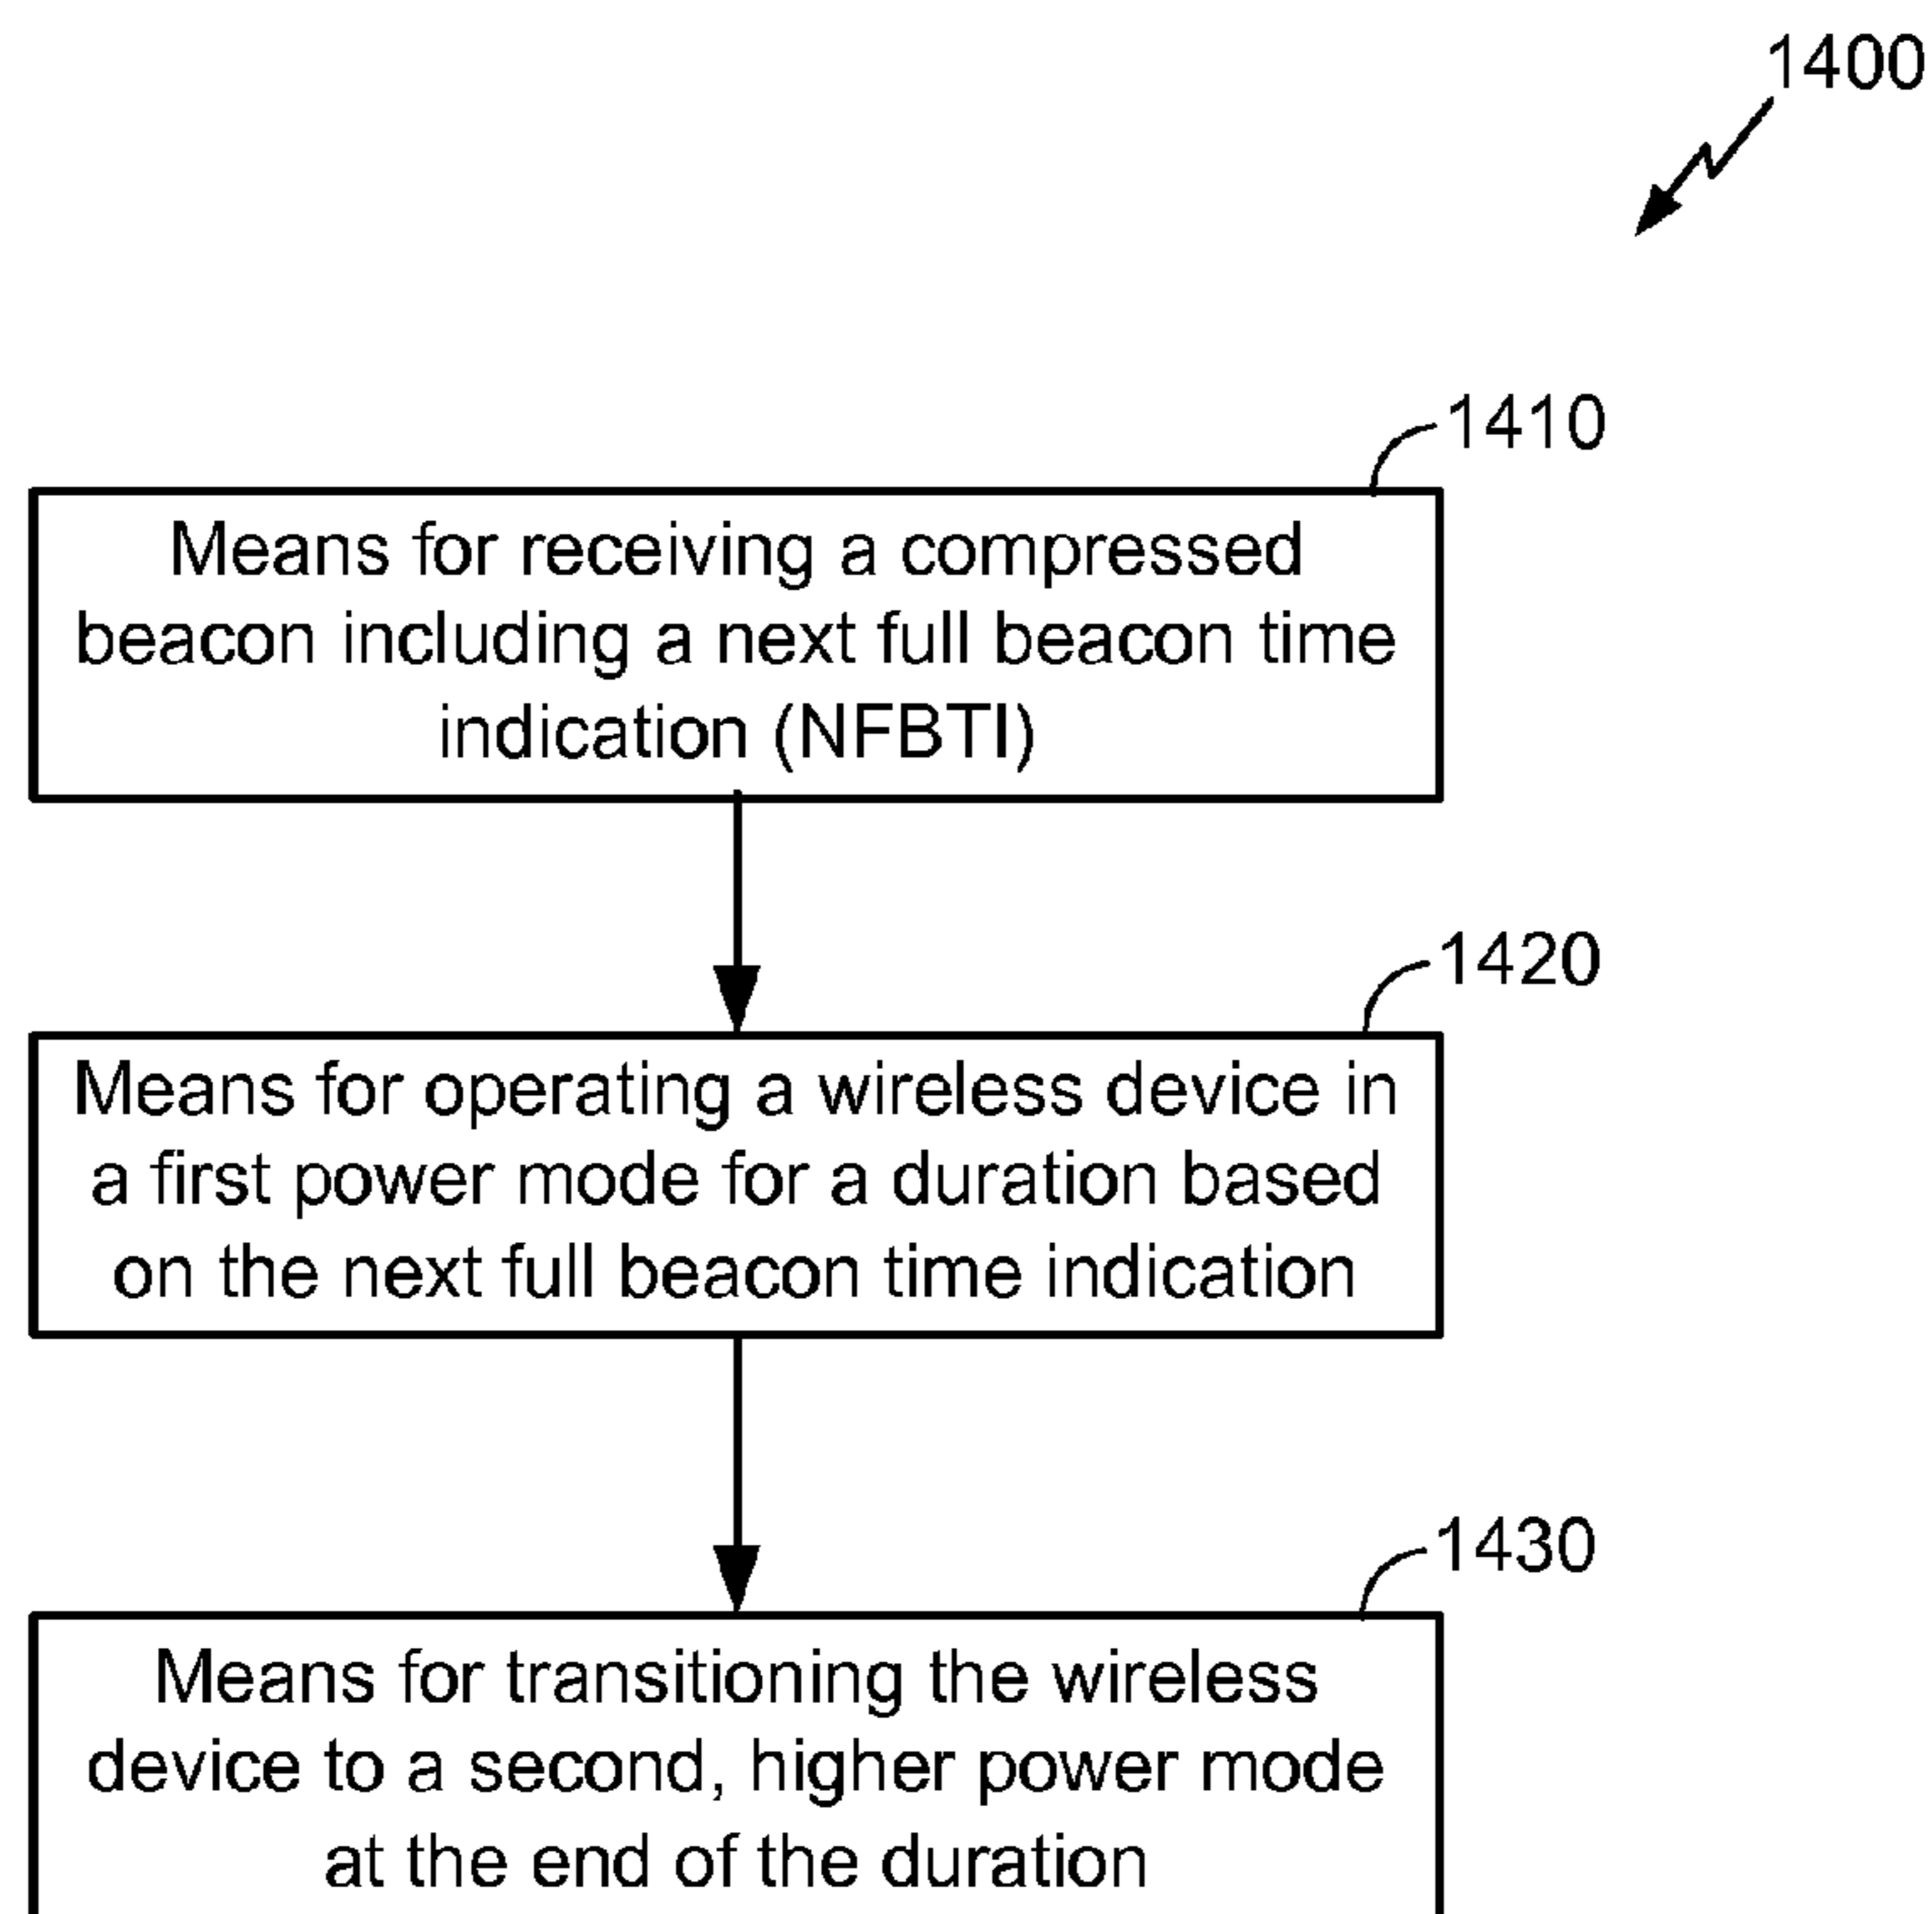 1400
1410
Means for receiving a compressed
beacon including a next full beacon time
indication (NFBTI)
1420
Means for operating a wireless device in
a first power mode for a duration based
on the next full beacon time indication
1430
Means for transitioning the wireless
device to a second, higher power mode
at the end of the duration